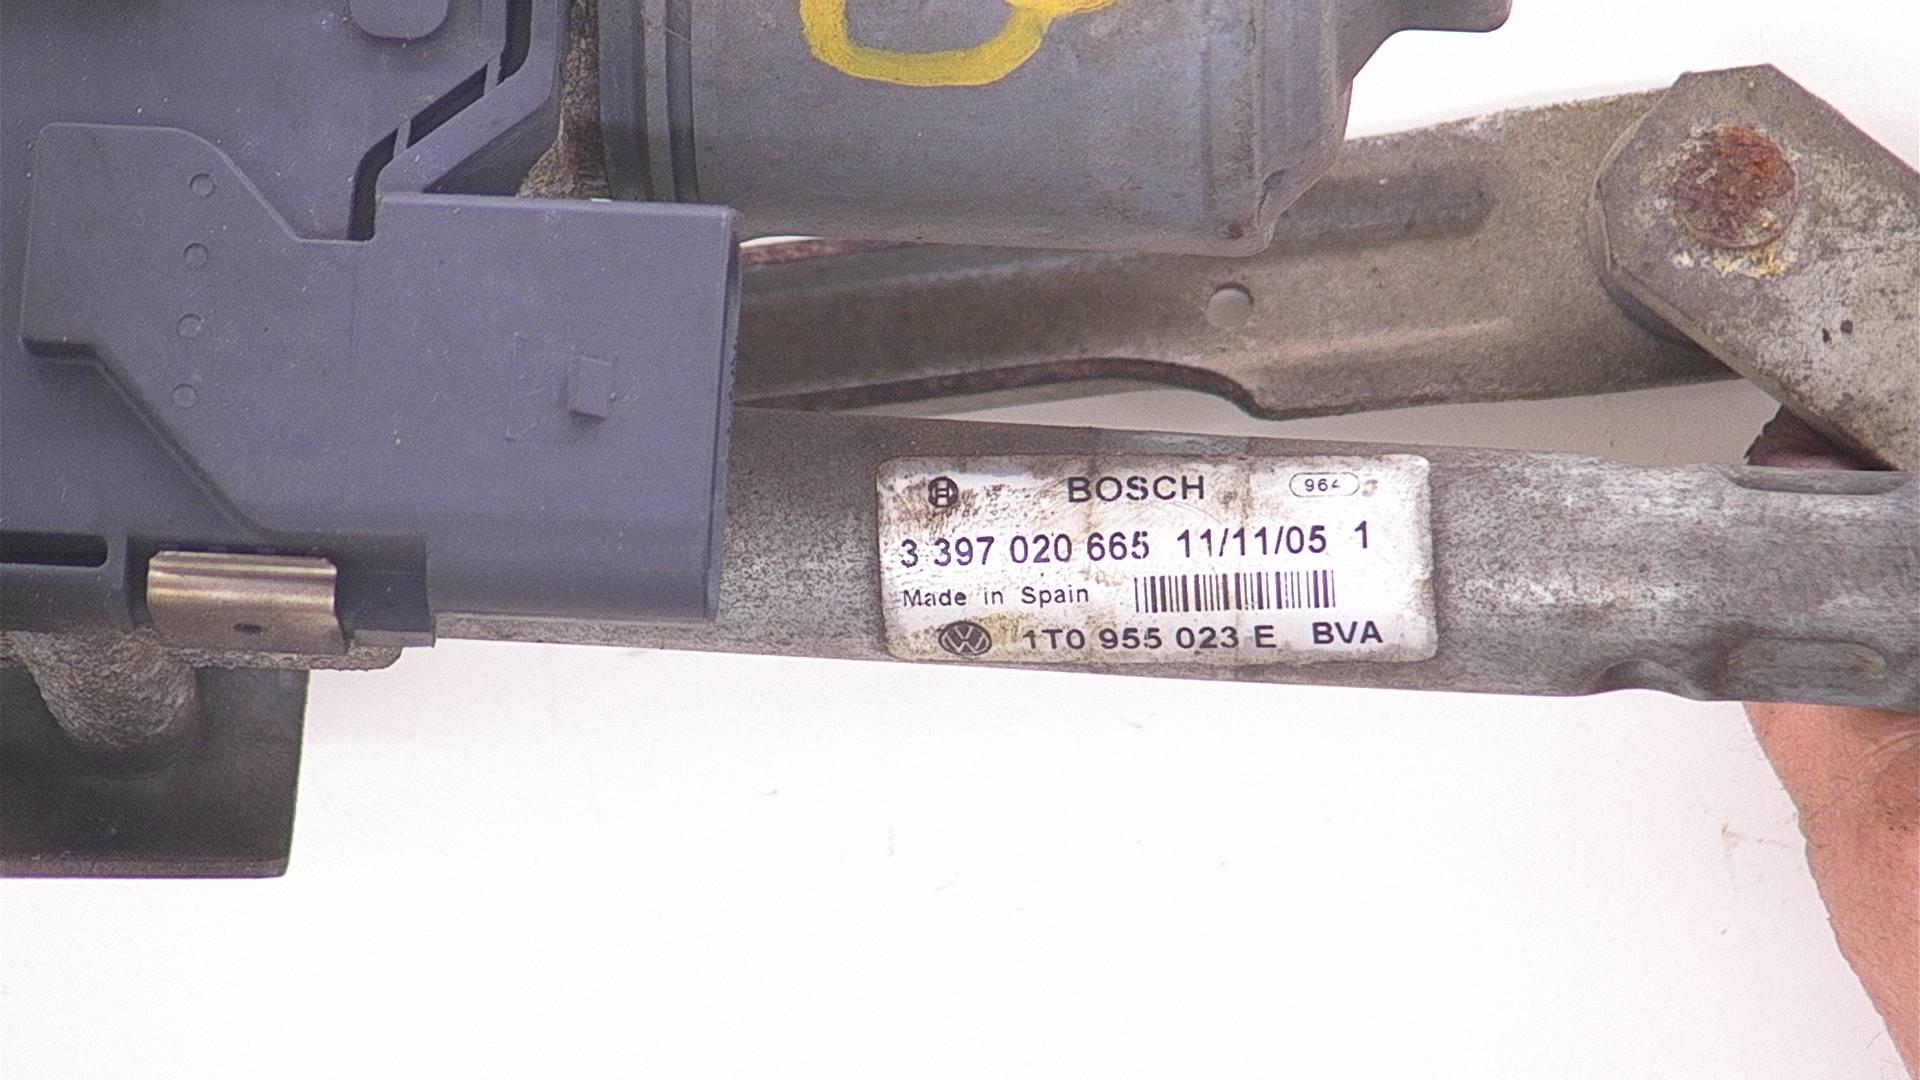 BOSCH 964
3 397 020 665 11/11/05 1
Made in Spain
1T0 955 023 E BVA